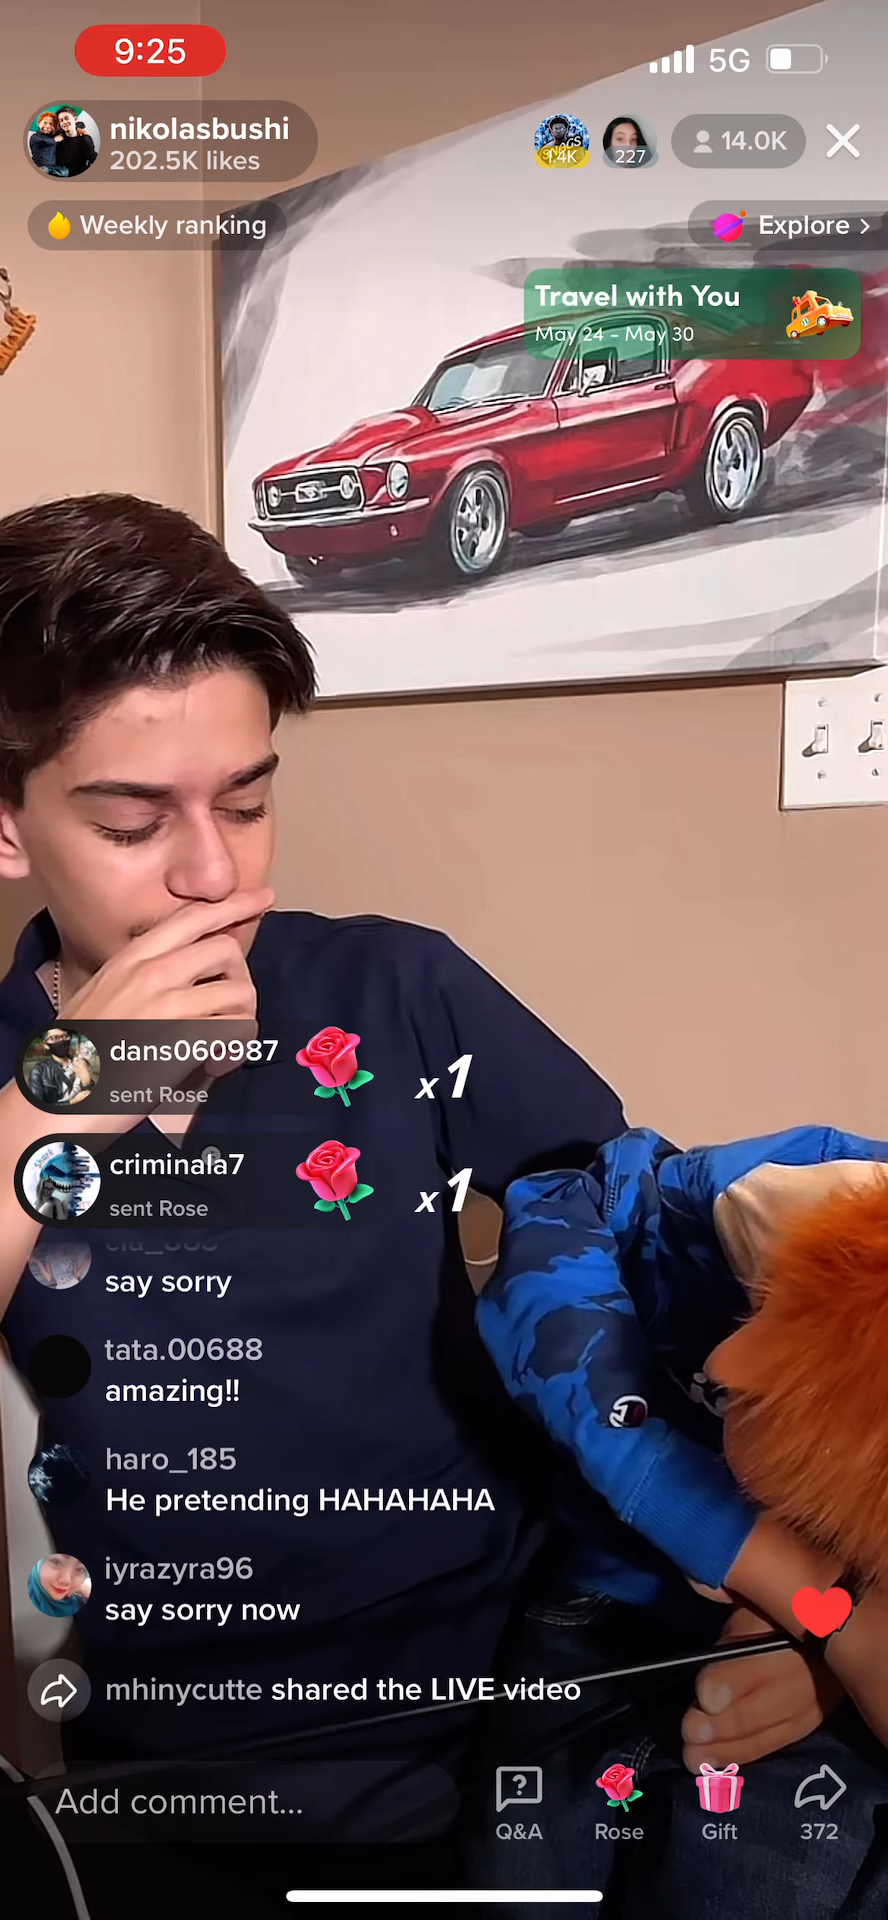 9:25
5G
nikolasbushi
202.5K likes
1.4K
227
14.0K
Weekly ranking
Explore >
Travel with You
May 24 - May 30
dans060987
sent Rose
x1
criminala7
sent Rose
x1
say sorry
tata.00688
amazing!!
haro_185
He pretending HAHAHAHA
iyrazyra96
say sorry now
mhinycutte shared the LIVE video
Add comment...
Q&A
Rose
Gift
372